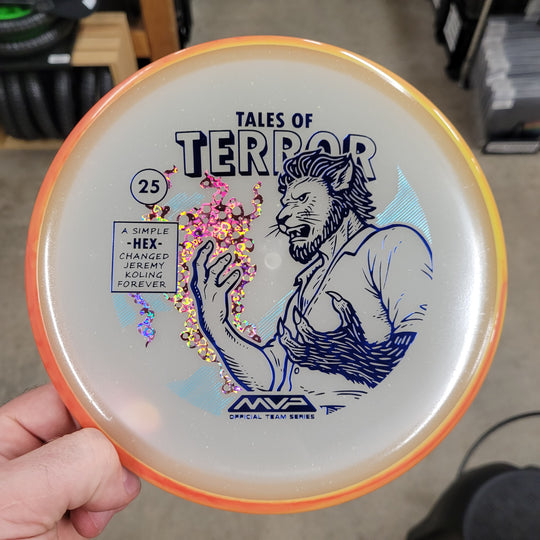 TALES OF
TERROR
25
A SIMPLE
-HEX-
CHANGED
JEREMY
KOLING
FOREVER
MVP
OFFICIAL TEAM SERIES